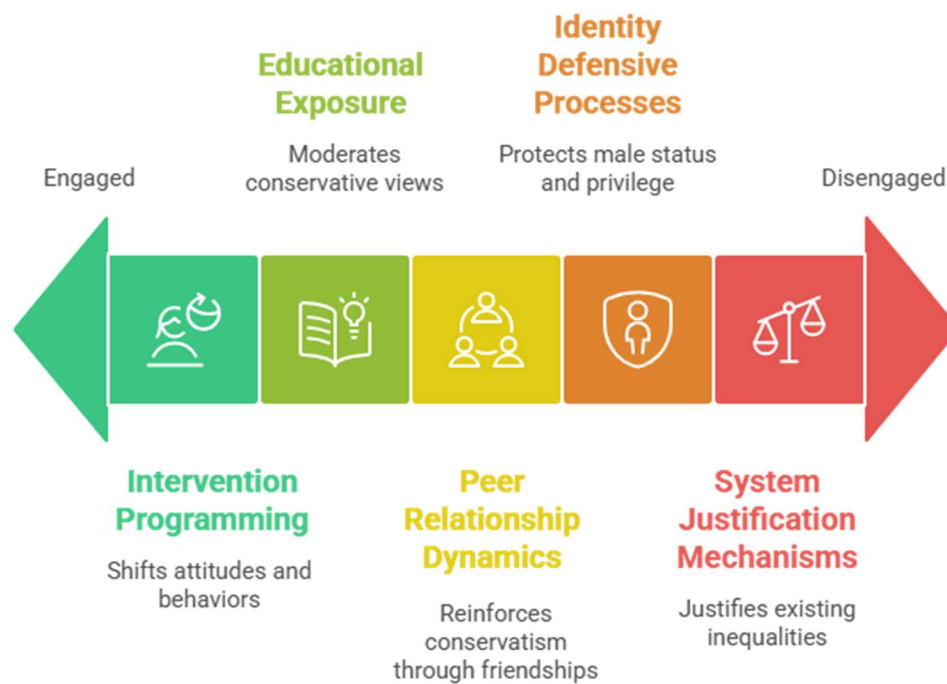 Identity
Defensive
Processes
Educational
Exposure
Moderates
conservative views
Protects male status
and privilege
Engaged
Disengaged
Intervention
Programming
Shifts attitudes and
behaviors
Peer
Relationship
Dynamics
Reinforces
conservatism
through friendships
System
Justification
Mechanisms
Justifies existing
inequalities